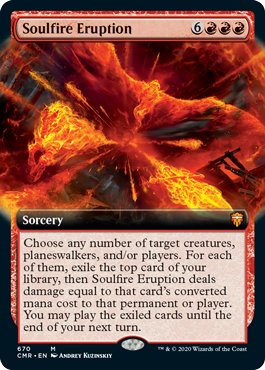 Soulfire Eruption 6
Sorcery
Choose any number of target creatures,
planeswalkers, and/or players. For each
of them, exile the top card of your
library, then Soulfire Eruption deals
damage equal to that card's converted
mana cost to that permanent or player.
You may play the exiled cards until the
end of your next turn.
670 M
CMR • EN Andrey Kuzinskiy
™ & © 2020 Wizards of the Coast